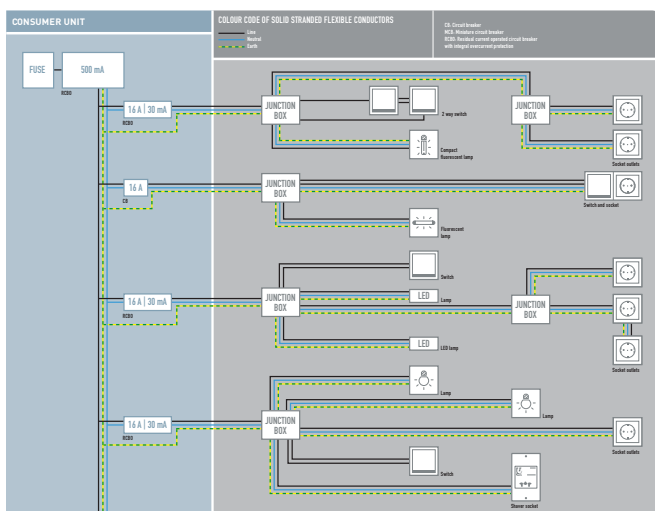 CONSUMER UNIT
COLOUR CODE OF SOLID STRANDED FLEXIBLE CONDUCTORS
Line
Neutral
Earth
CB: Circuit breaker
MCB: Miniature circuit breaker
RCBO: Residual current operated circuit breaker
with integral overcurrent protection
FUSE
500 mA
RCBO
16 A | 30 mA
RCBO
JUNCTION
BOX
2 way switch
Compact
fluorescent lamp
JUNCTION
BOX
Socket outlets
16 A
CB
JUNCTION
BOX
Switch and socket
Fluorescent
lamp
Switch
16 A | 30 mA
RCBO
JUNCTION
BOX
LED
Lamp
LED
LED lamp
JUNCTION
BOX
Socket outlets
Lamp
Lamp
16 A | 30 mA
RCBO
JUNCTION
BOX
Socket outlets
Switch
Shaver socket